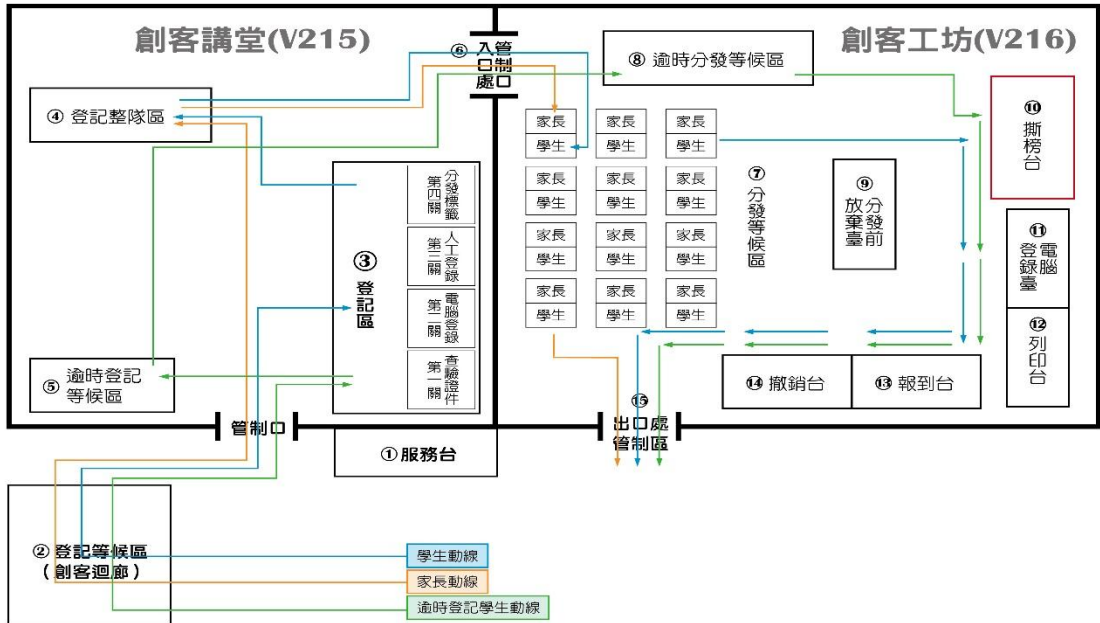 創客講堂(V215)
創客工坊(V216)
⑥ 入口處
管制口
⑧ 逾時分發等候區
④ 登記整隊區
⑩ 撕榜台
家長 家長 家長
學生 學生 學生
家長 家長 家長
學生 學生 學生
家長 家長 家長
學生 學生 學生
家長 家長 家長
學生 學生 學生
⑦ 分發等候區
⑨ 分發前
放棄臺
③ 登記區
第四關
分發標籤
第三關
人工登錄
第二關
電腦登錄
第一關
查驗證件
⑪ 電腦
登錄臺
⑫ 列印台
⑤ 逾時登記
等候區
⑭ 撤銷台
⑬ 報到台
管制口
① 服務台
⑮
出口處
管制區
② 登記等候區
(創客迴廊)
學生動線
家長動線
逾時登記學生動線